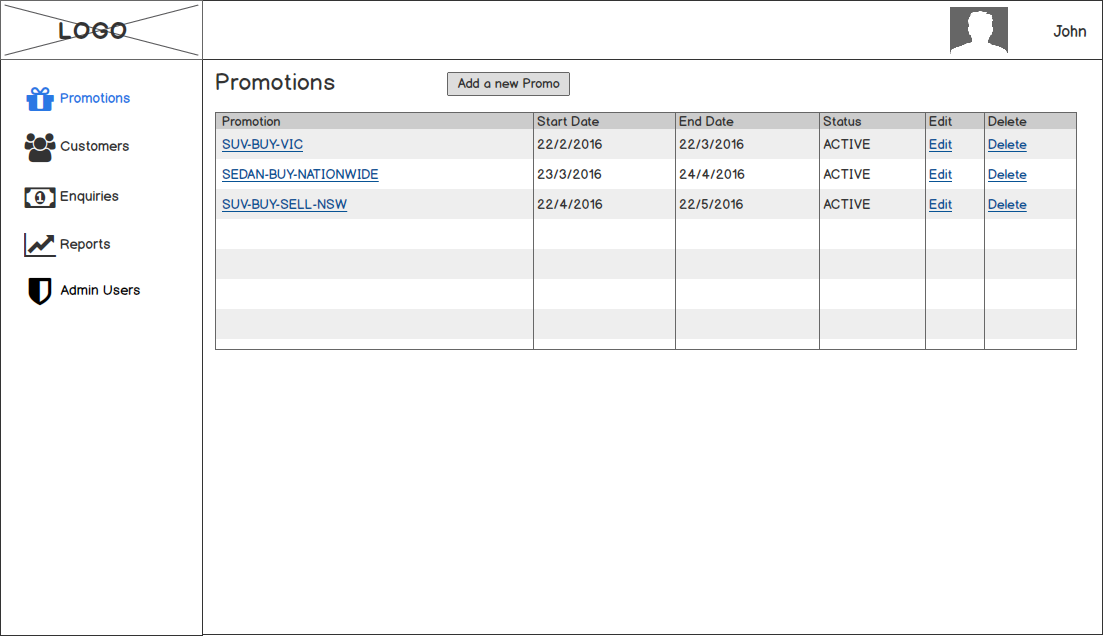 LOGO
John
Promotions
Customers
Enquiries
Reports
Admin Users
Promotions Add a new Promo
Promotion Start Date End Date Status Edit Delete
SUV-BUY-VIC 22/2/2016 22/3/2016 ACTIVE Edit Delete
SEDAN-BUY-NATIONWIDE 23/3/2016 24/4/2016 ACTIVE Edit Delete
SUV-BUY-SELL-NSW 22/4/2016 22/5/2016 ACTIVE Edit Delete